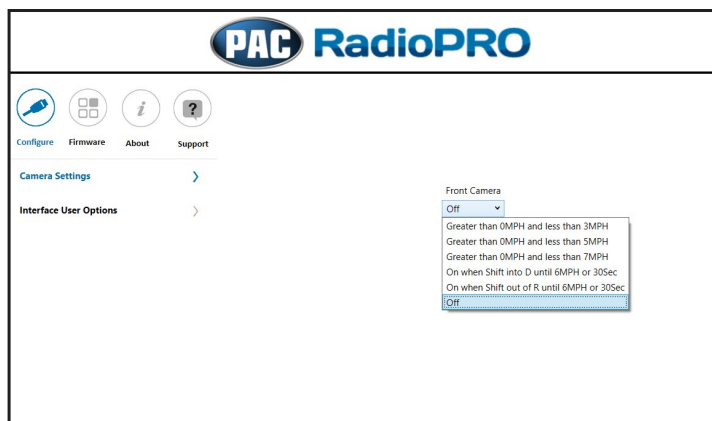 PAC RadioPRO
?
Configure Firmware About Support
Camera Settings
Interface User Options
Front Camera
Off
Greater than 0MPH and less than 3MPH
Greater than 0MPH and less than 5MPH
Greater than 0MPH and less than 7MPH
On when Shift into D until 6MPH or 30Sec
On when Shift out of R until 6MPH or 30Sec
Off